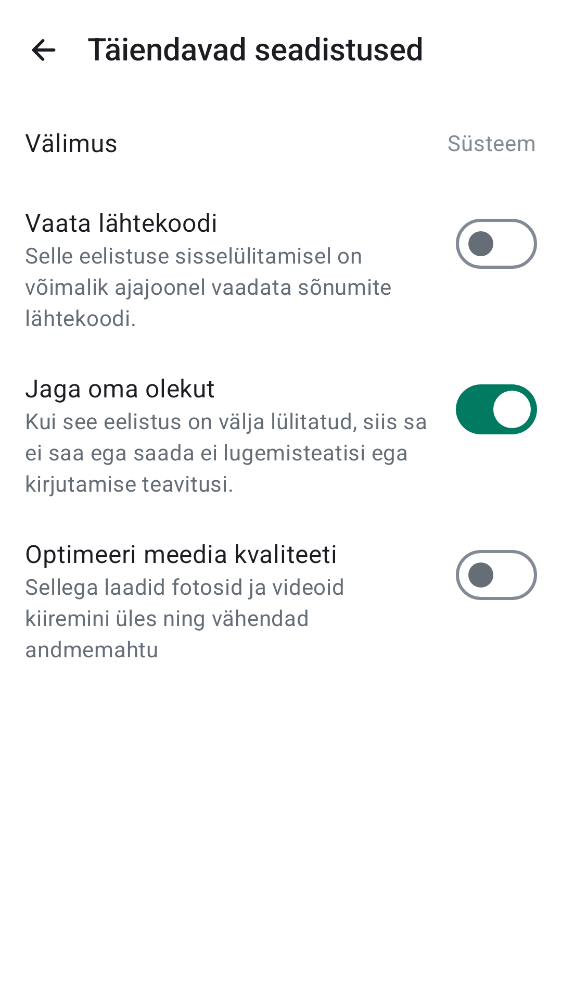 Täiendavad seadistused
Välimus
Süsteem
Vaata lähtekoodi
Selle eelistuse sisselülitamisel on
võimalik ajajoonel vaadata sõnumite
lähtekoodi.
Jaga oma olekut
Kui see eelistus on välja lülitatud, siis sa
ei saa ega saada ei lugemisteatisi ega
kirjutamise teavitusi.
Optimeeri meedia kvaliteeti
Sellega laadid fotosid ja videoid
kiiremini üles ning vähendad
andmemahtu